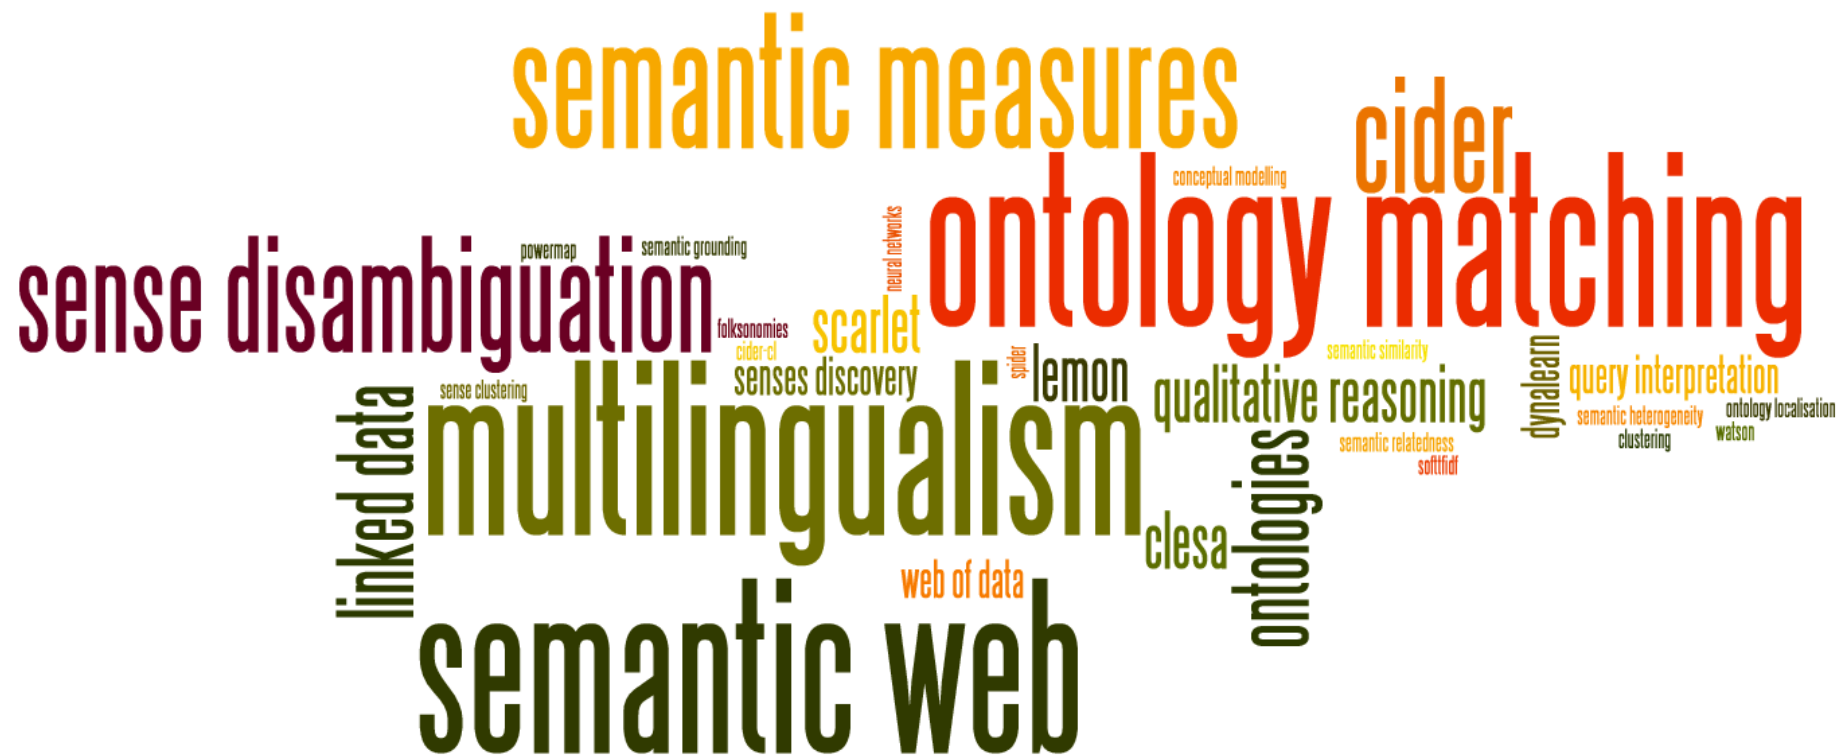 semantic measures
cider
conceptual modelling
ontology matching
neural networks
powermap
semantic grounding
sense disambiguation
folksonomies
scarlet
cider-cl
senses discovery
spider
lemon
semantic similarity
dynalearn
query interpretation
qualitative reasoning
semantic heterogeneity
ontology localisation
watson
clustering
semantic relatedness
softtfidf
sense clustering
linked data
multilingualism
clesa
ontologies
web of data
semantic web